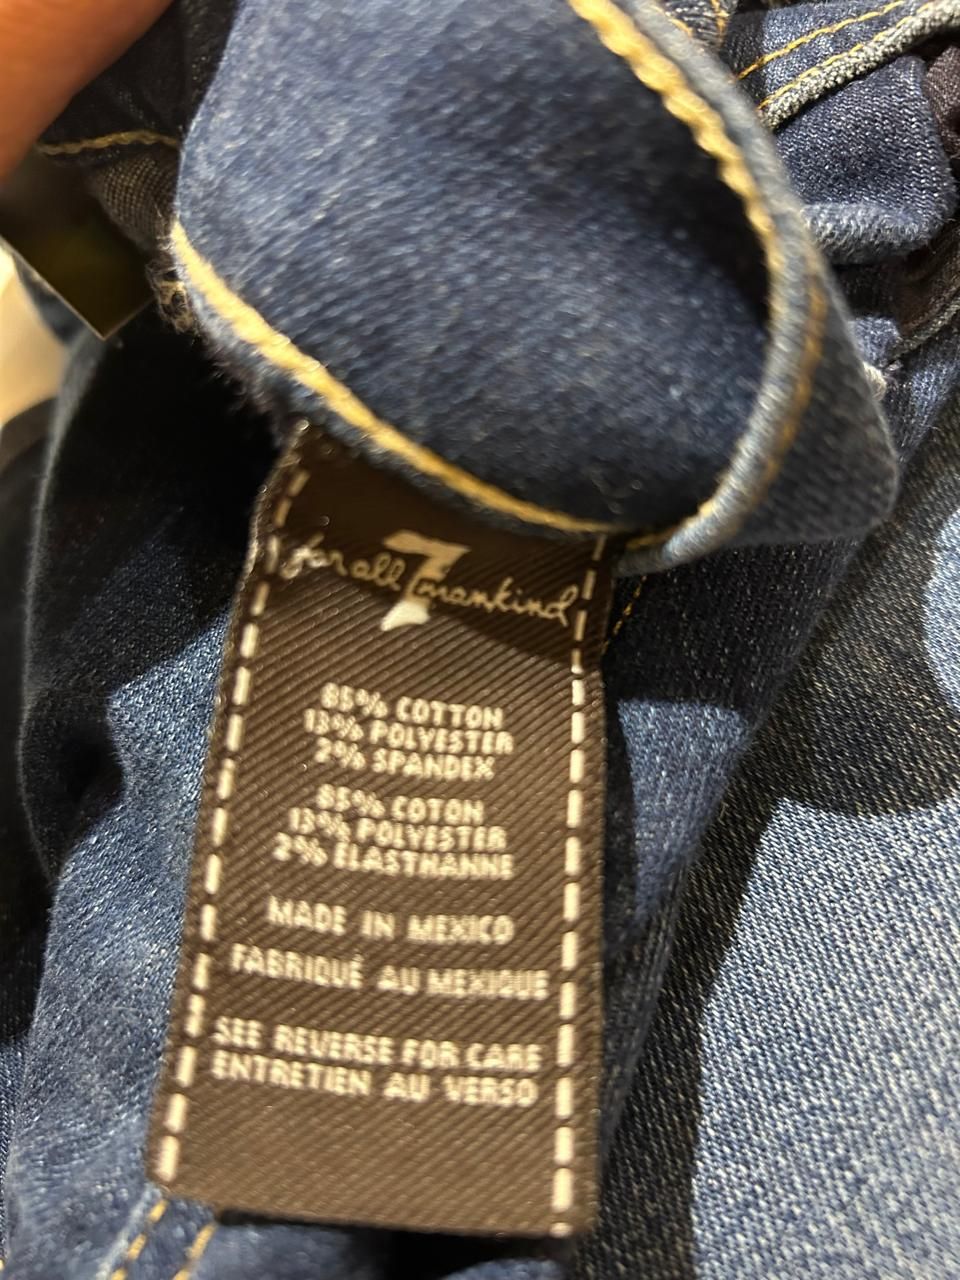 7
for all mankind
85% COTTON
13% POLYESTER
2% SPANDEX
85% COTON
13% POLYESTER
2% ÉLASTHANNE
MADE IN MEXICO
FABRIQUÉ AU MEXIQUE
SEE REVERSE FOR CARE
ENTRETIEN AU VERSO